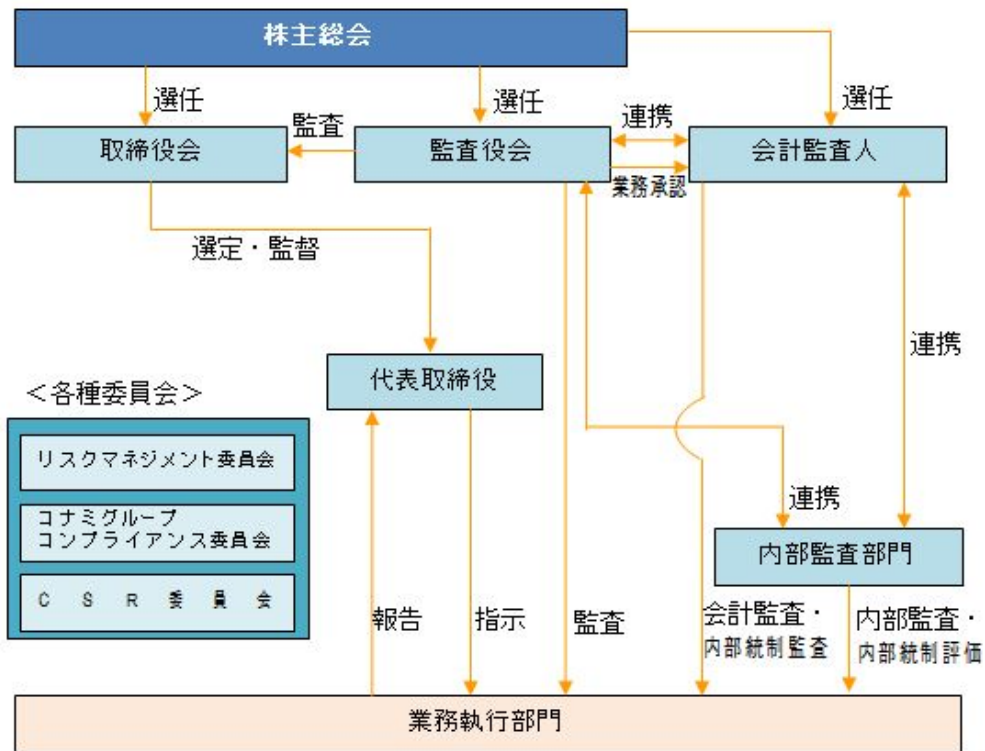 株主総会
選任
選任
選任
取締役会
監査
監査役会
連携
業務承認
会計監査人
選定・監督
連携
代表取締役
＜各種委員会＞
リスクマネジメント委員会
コナミグループ
コンプライアンス委員会
CSR委員会
連携
内部監査部門
報告
指示
監査
会計監査・
内部統制監査
内部監査・
内部統制評価
業務執行部門